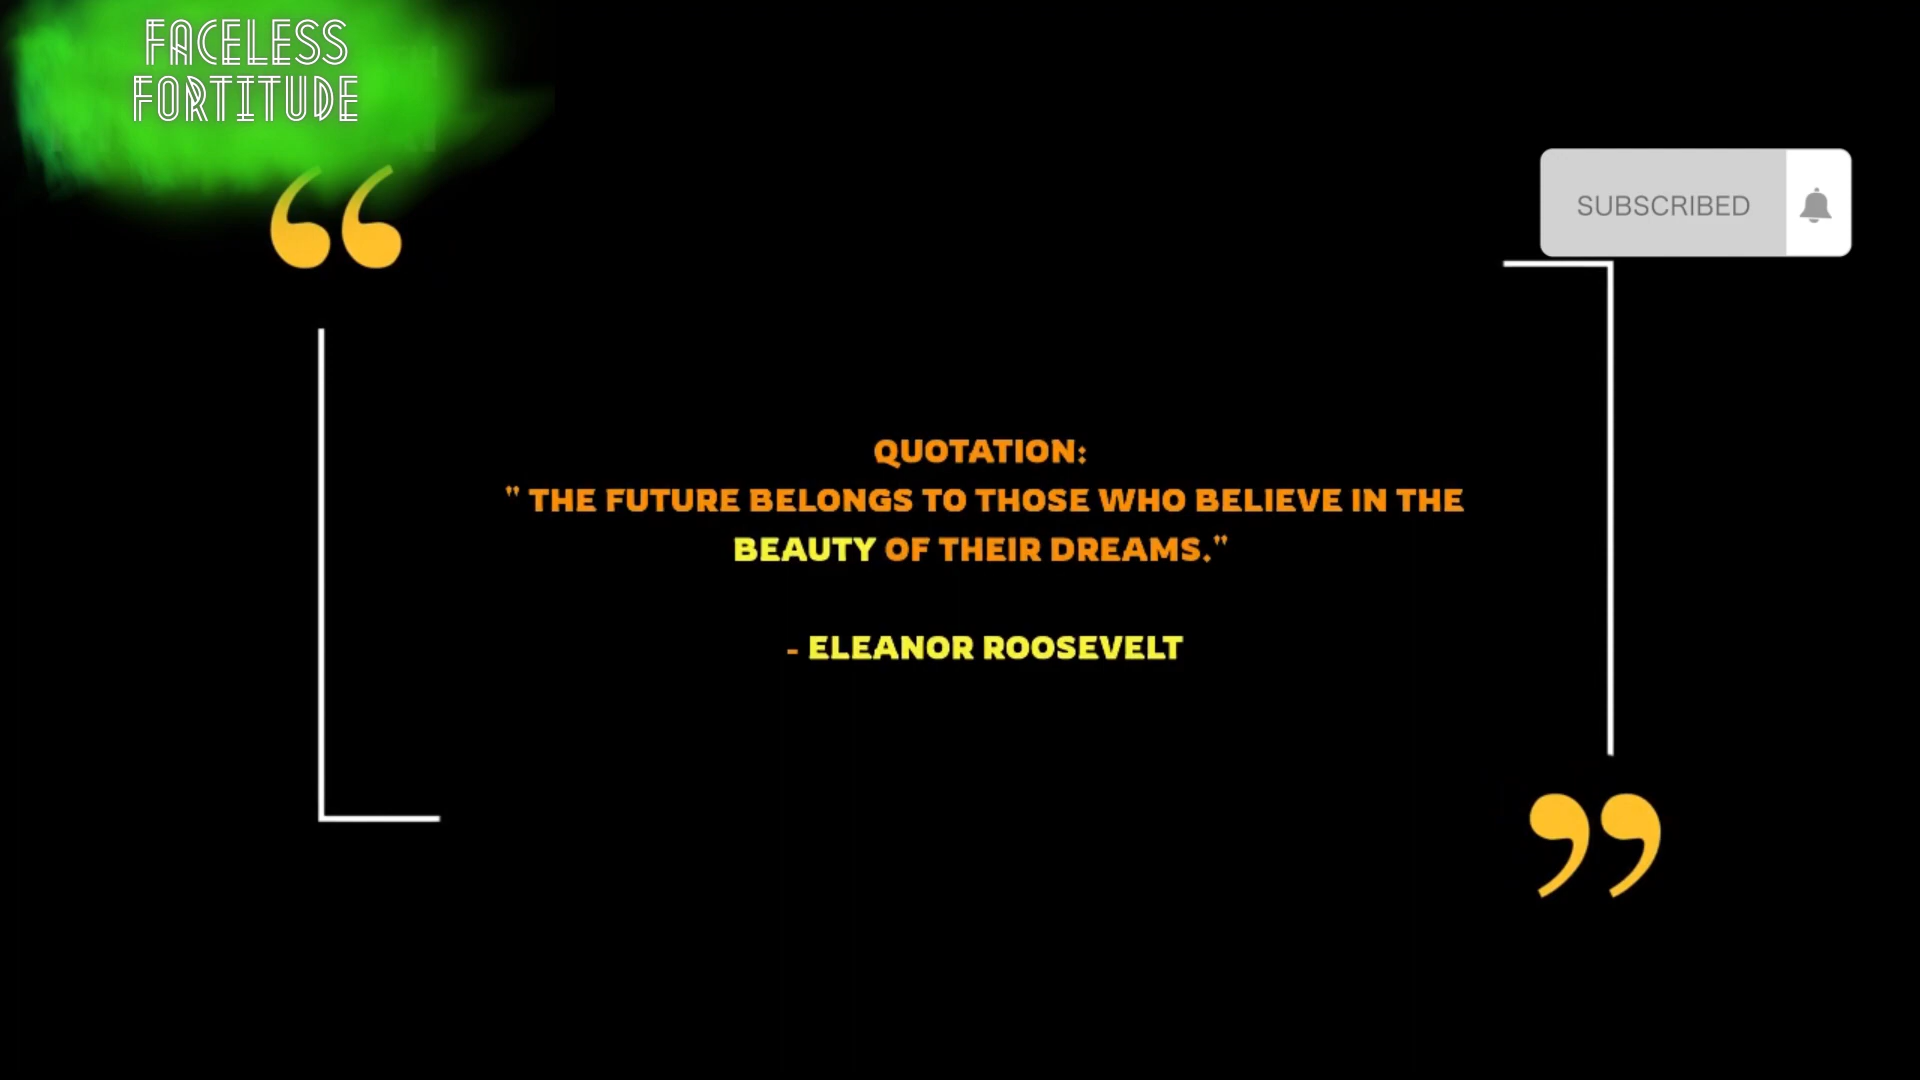 FACELESS
FORTITUDE
SUBSCRIBED
QUOTATION:
" THE FUTURE BELONGS TO THOSE WHO BELIEVE IN THE
BEAUTY OF THEIR DREAMS."
- ELEANOR ROOSEVELT